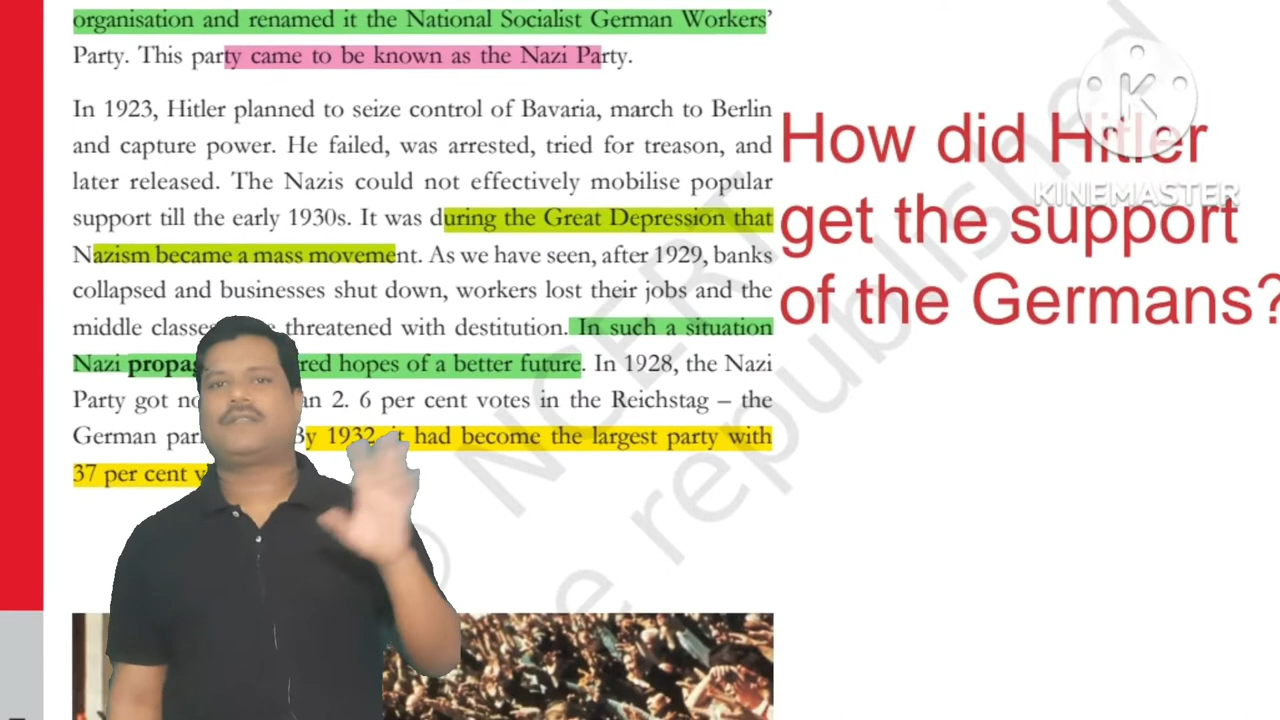 organisation and renamed it the National Socialist German Workers'
Party. This party came to be known as the Nazi Party.
In 1923, Hitler planned to seize control of Bavaria, march to Berlin
and capture power. He failed, was arrested, tried for treason, and
later released. The Nazis could not effectively mobilise popular
support till the early 1930s. It was during the Great Depression that
Nazism became a mass movement. As we have seen, after 1929, banks
collapsed and businesses shut down, workers lost their jobs and the
middle classes threatened with destitution. In such a situation
Nazi hopes of a better future. In 1928, the Nazi
Party got 2. 6 per cent votes in the Reichstag – the
German By 1932, it had become the largest party with
37 per cent
How did Hitler
get the support
of the Germans?
K
KINEMASTER
© NCERT
republished